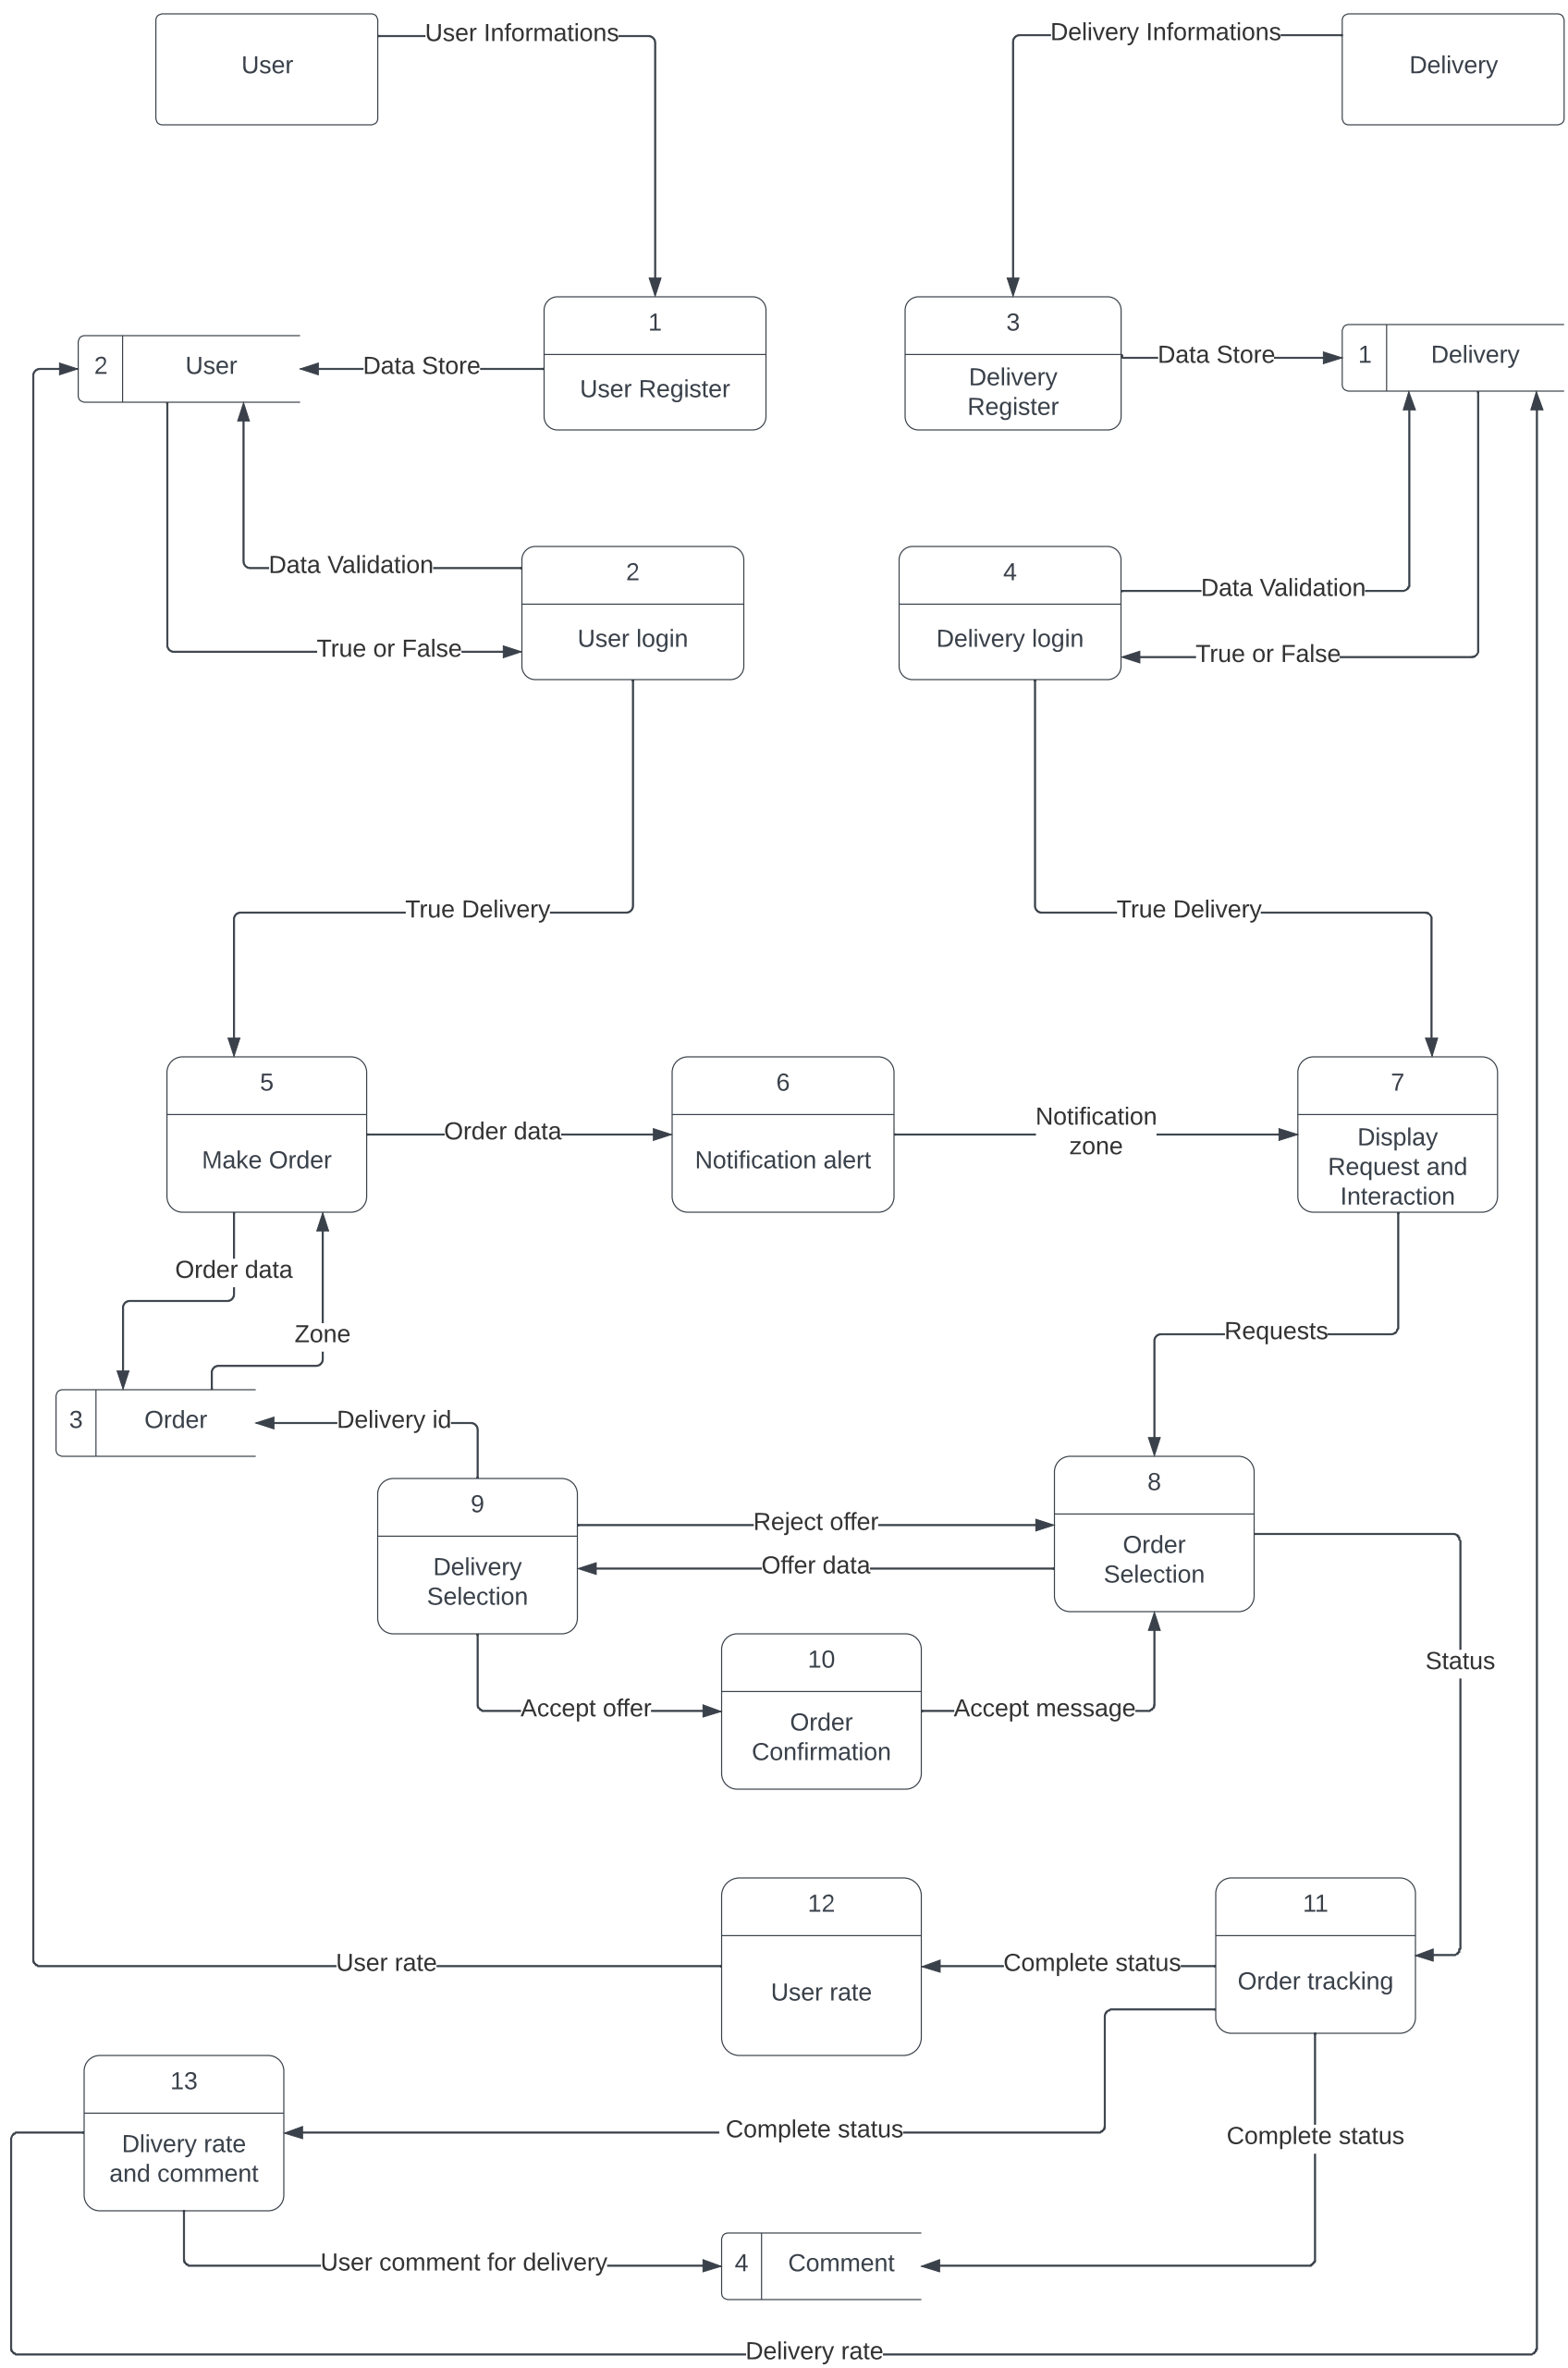 User
User Informations
Delivery Informations
Delivery
1
User Register
3
Delivery
Register
2
User
Data Store
Data Store
1
Delivery
2
User login
4
Delivery login
Data Validation
Data Validation
True or False
True or False
True Delivery
True Delivery
5
Make Order
Order data
6
Notification alert
Notification
zone
7
Display
Request and
Interaction
Order data
Zone
Requests
3
Order
Delivery id
9
Delivery
Selection
Reject offer
Offer data
8
Order
Selection
Accept offer
10
Order
Confirmation
Accept message
Status
12
User rate
11
Order tracking
User rate
Complete status
13
Dlivery rate
and comment
Complete status
Complete status
User comment for delivery
4
Comment
Delivery rate